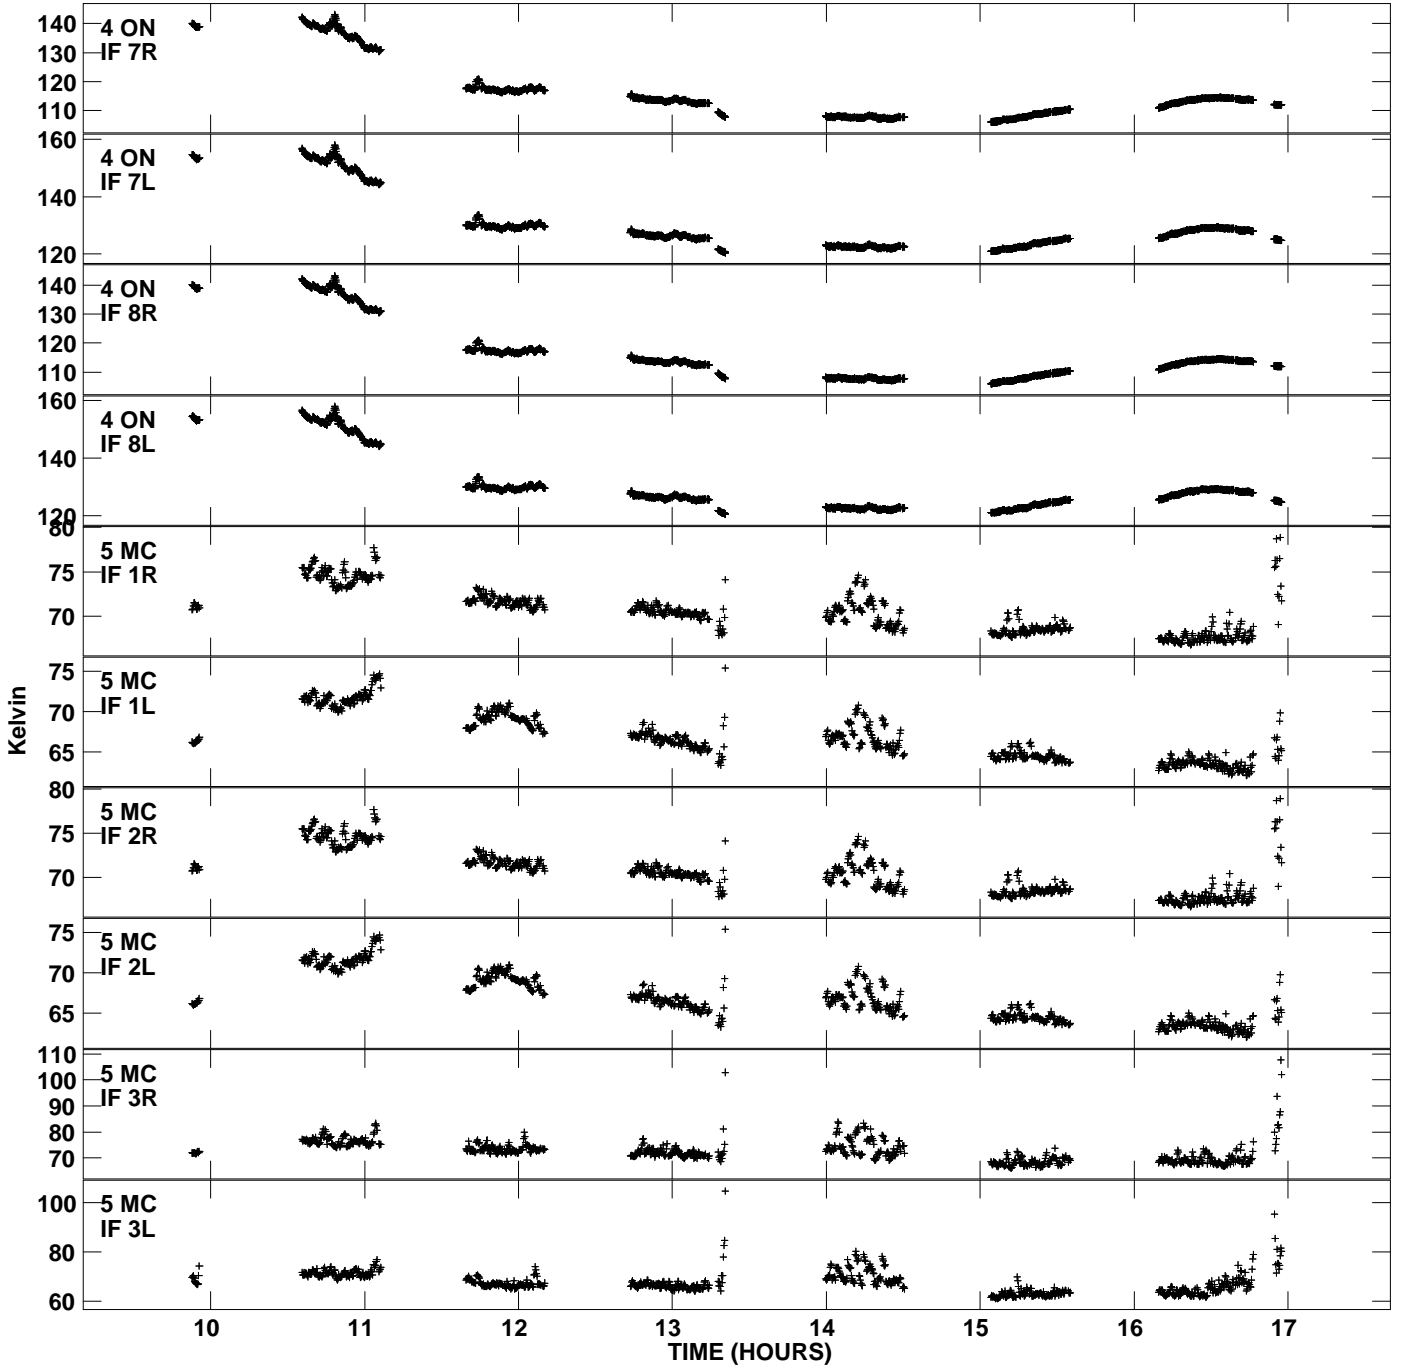 140
130
120
110
4 ON
IF 7R
160
140
120
4 ON
IF 7L
140
130
120
110
4 ON
IF 8R
160
140
120
4 ON
IF 8L
80
75
70
5 MC
IF 1R
75
70
65
5 MC
IF 1L
80
75
70
5 MC
IF 2R
75
70
65
5 MC
IF 2L
110
100
90
80
70
5 MC
IF 3R
100
80
60
5 MC
IF 3L
Kelvin
10 11 12 13 14 15 16 17
TIME (HOURS)